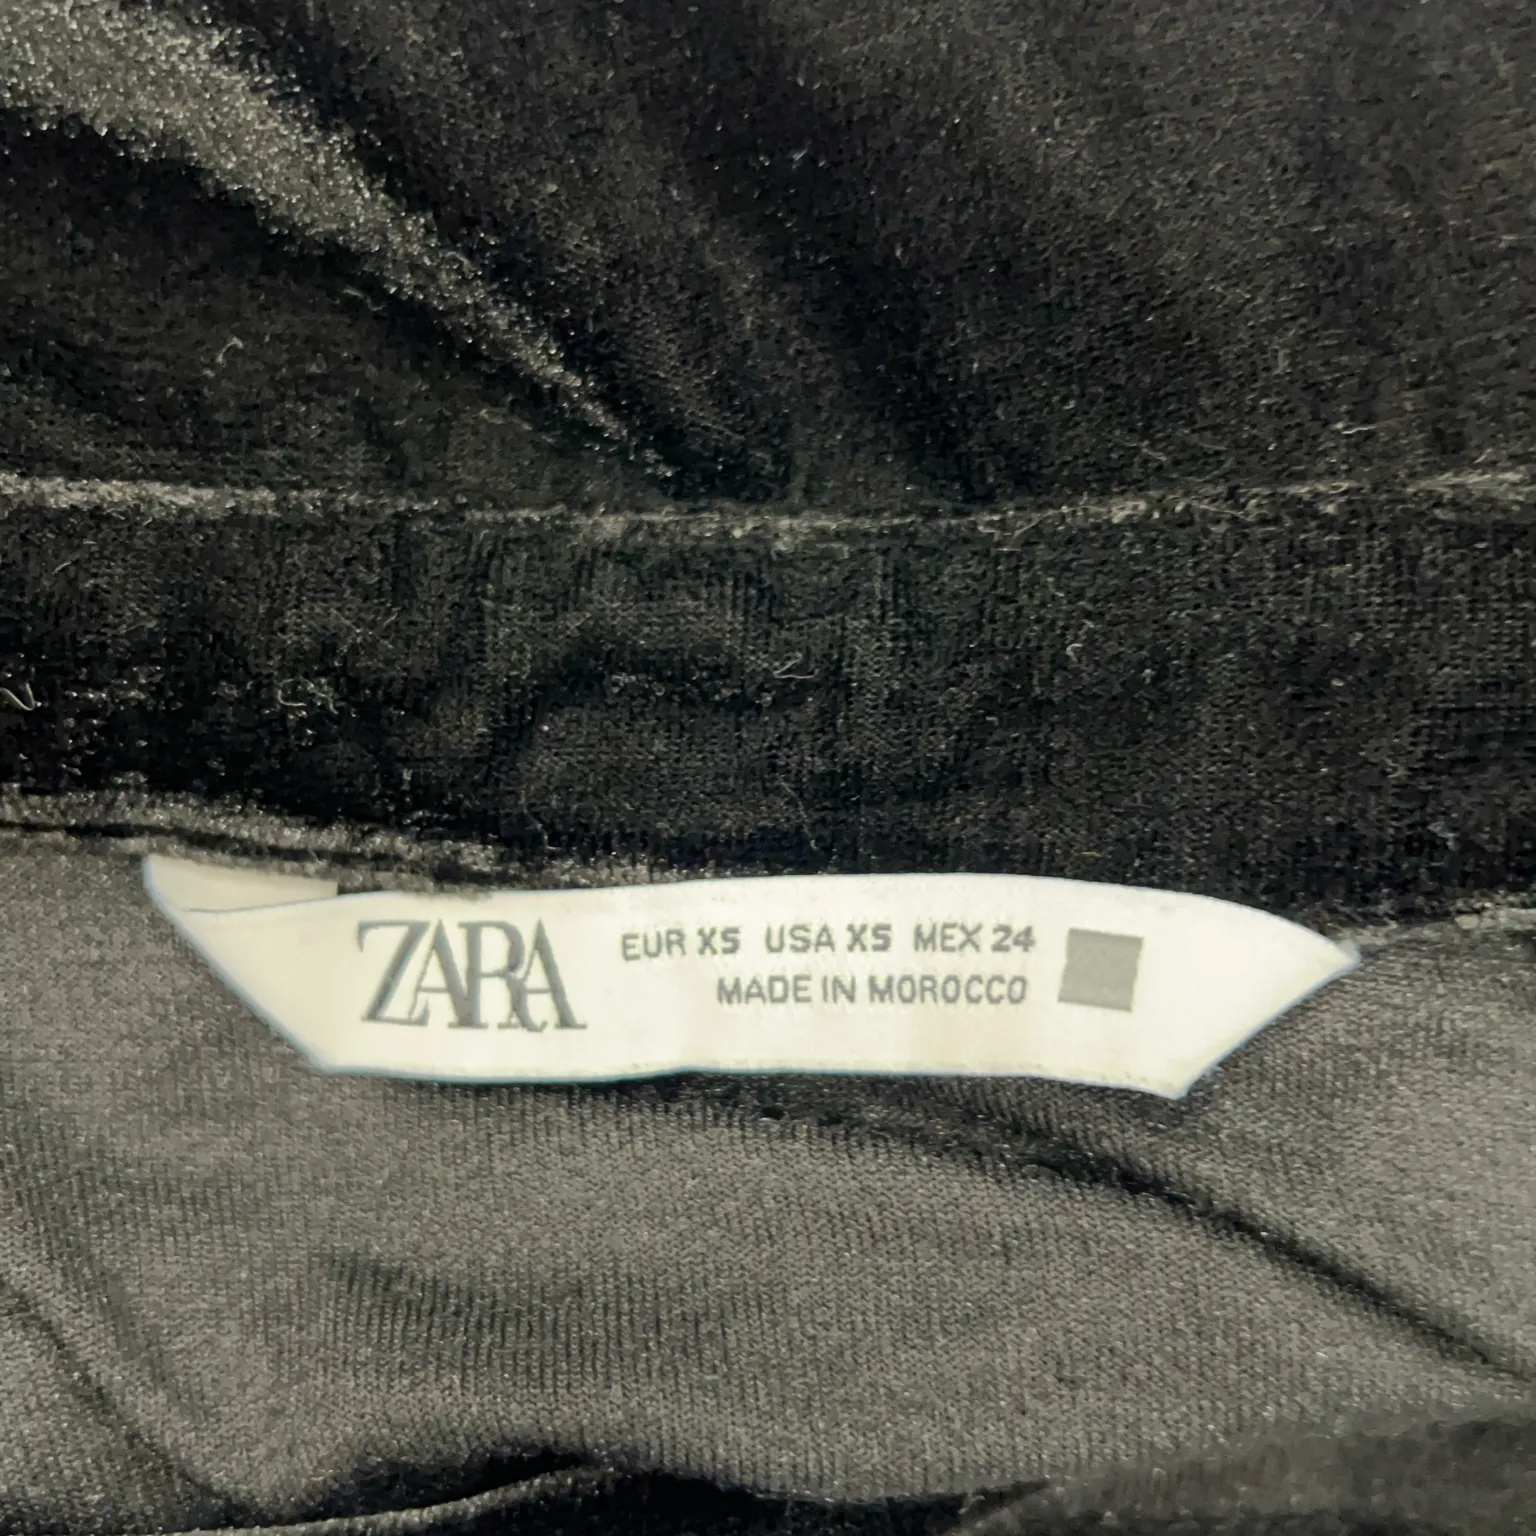 ZARA
EUR XS USA XS MEX 24
MADE IN MOROCCO